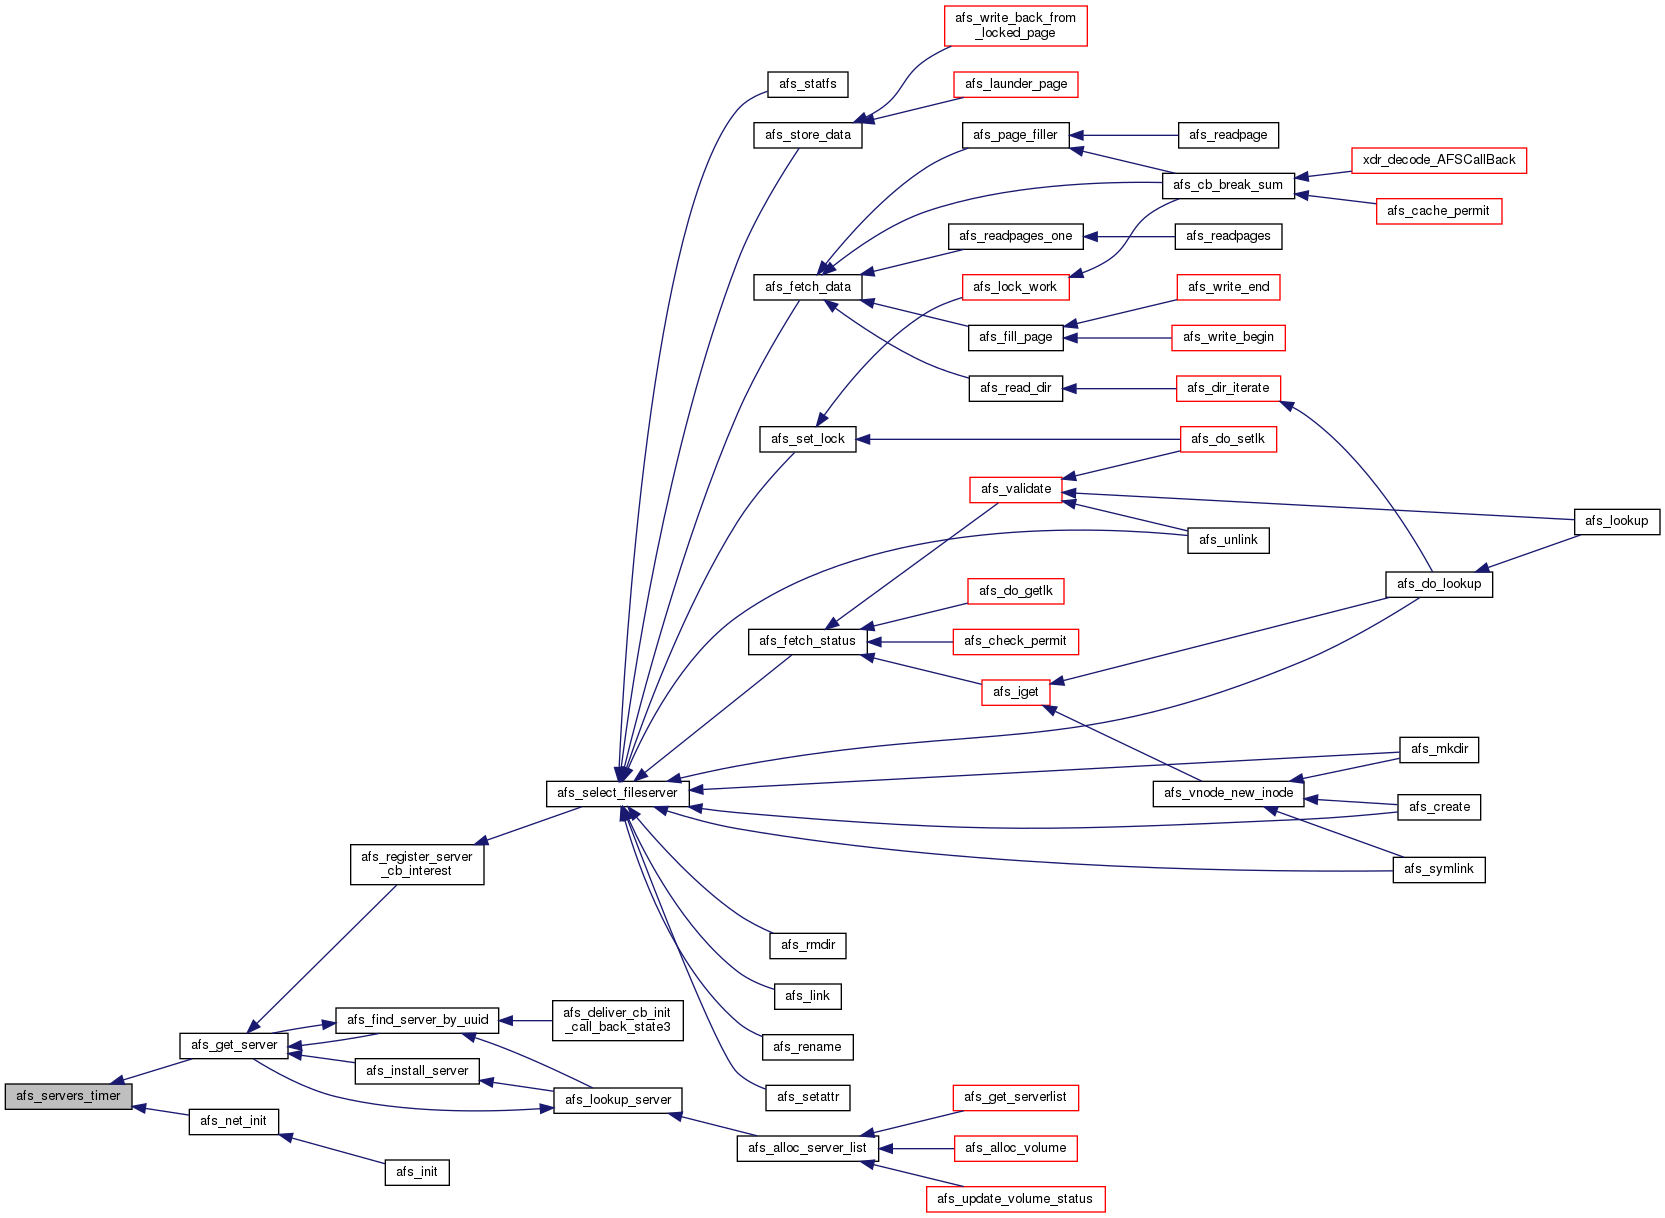 afs_write_back_from
_locked_page
afs_statfs
afs_launder_page
afs_store_data
afs_page_filler
afs_readpage
xdr_decode_AFSCallBack
afs_cb_break_sum
afs_cache_permit
afs_readpages_one
afs_readpages
afs_fetch_data
afs_lock_work
afs_write_end
afs_fill_page
afs_write_begin
afs_read_dir
afs_dir_iterate
afs_set_lock
afs_do_setlk
afs_validate
afs_lookup
afs_unlink
afs_do_getlk
afs_do_lookup
afs_fetch_status
afs_check_permit
afs_iget
afs_mkdir
afs_select_fileserver
afs_vnode_new_inode
afs_create
afs_register_server
_cb_interest
afs_symlink
afs_rmdir
afs_link
afs_find_server_by_uuid
afs_deliver_cb_init
_call_back_state3
afs_get_server
afs_rename
afs_install_server
afs_servers_timer
afs_lookup_server
afs_setattr
afs_get_serverlist
afs_net_init
afs_alloc_server_list
afs_alloc_volume
afs_init
afs_update_volume_status